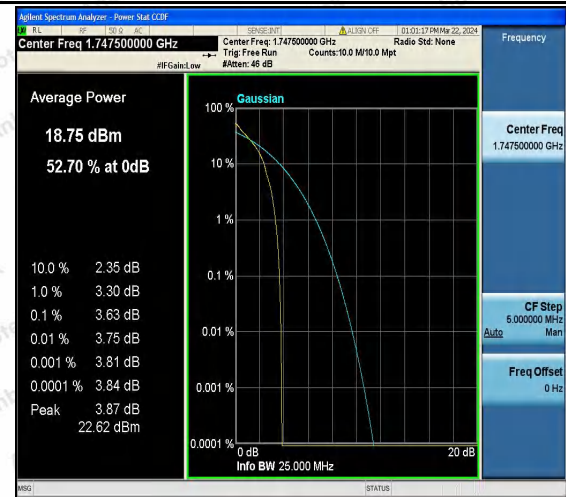 Agilent Spectrum Analyzer - Power Stat CCDF
RL RF 50 Ω AC SENSE:INT ALIGN OFF 01:01:17 PM Mar 22, 2024
Center Freq 1.747500000 GHz
Center Freq: 1.747500000 GHz Radio Std: None
Trig: Free Run Counts:10.0 M/10.0 Mpt
#IFGain:Low #Atten: 46 dB
Frequency
Average Power
18.75 dBm
52.70 % at 0dB
10.0 % 2.35 dB
1.0 % 3.30 dB
0.1 % 3.63 dB
0.01 % 3.75 dB
0.001 % 3.81 dB
0.0001 % 3.84 dB
Peak 3.87 dB
22.62 dBm
Gaussian
100 %
10 %
1 %
0.1 %
0.01 %
0.001 %
0.0001 %
0 dB 20 dB
Info BW 25.000 MHz
Center Freq
1.747500000 GHz
CF Step
5.000000 MHz
Auto Man
Freq Offset
0 Hz
MSG STATUS